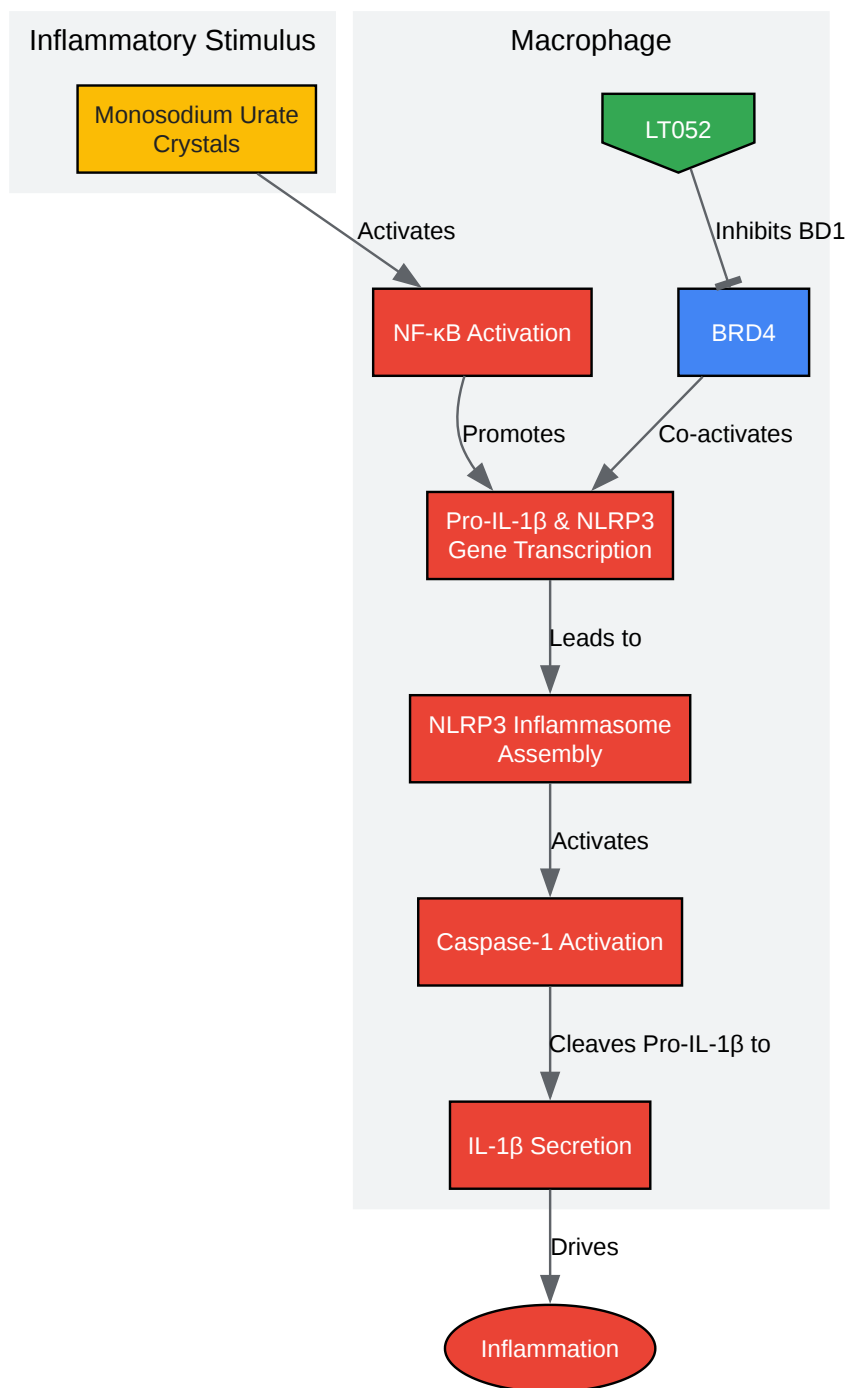 Inflammatory Stimulus
Macrophage
Monosodium Urate
Crystals
LT052
Activates
Inhibits BD1
NF-κB Activation
BRD4
Promotes
Co-activates
Pro-IL-1β & NLRP3
Gene Transcription
Leads to
NLRP3 Inflammasome
Assembly
Activates
Caspase-1 Activation
Cleaves Pro-IL-1β to
IL-1β Secretion
Drives
Inflammation